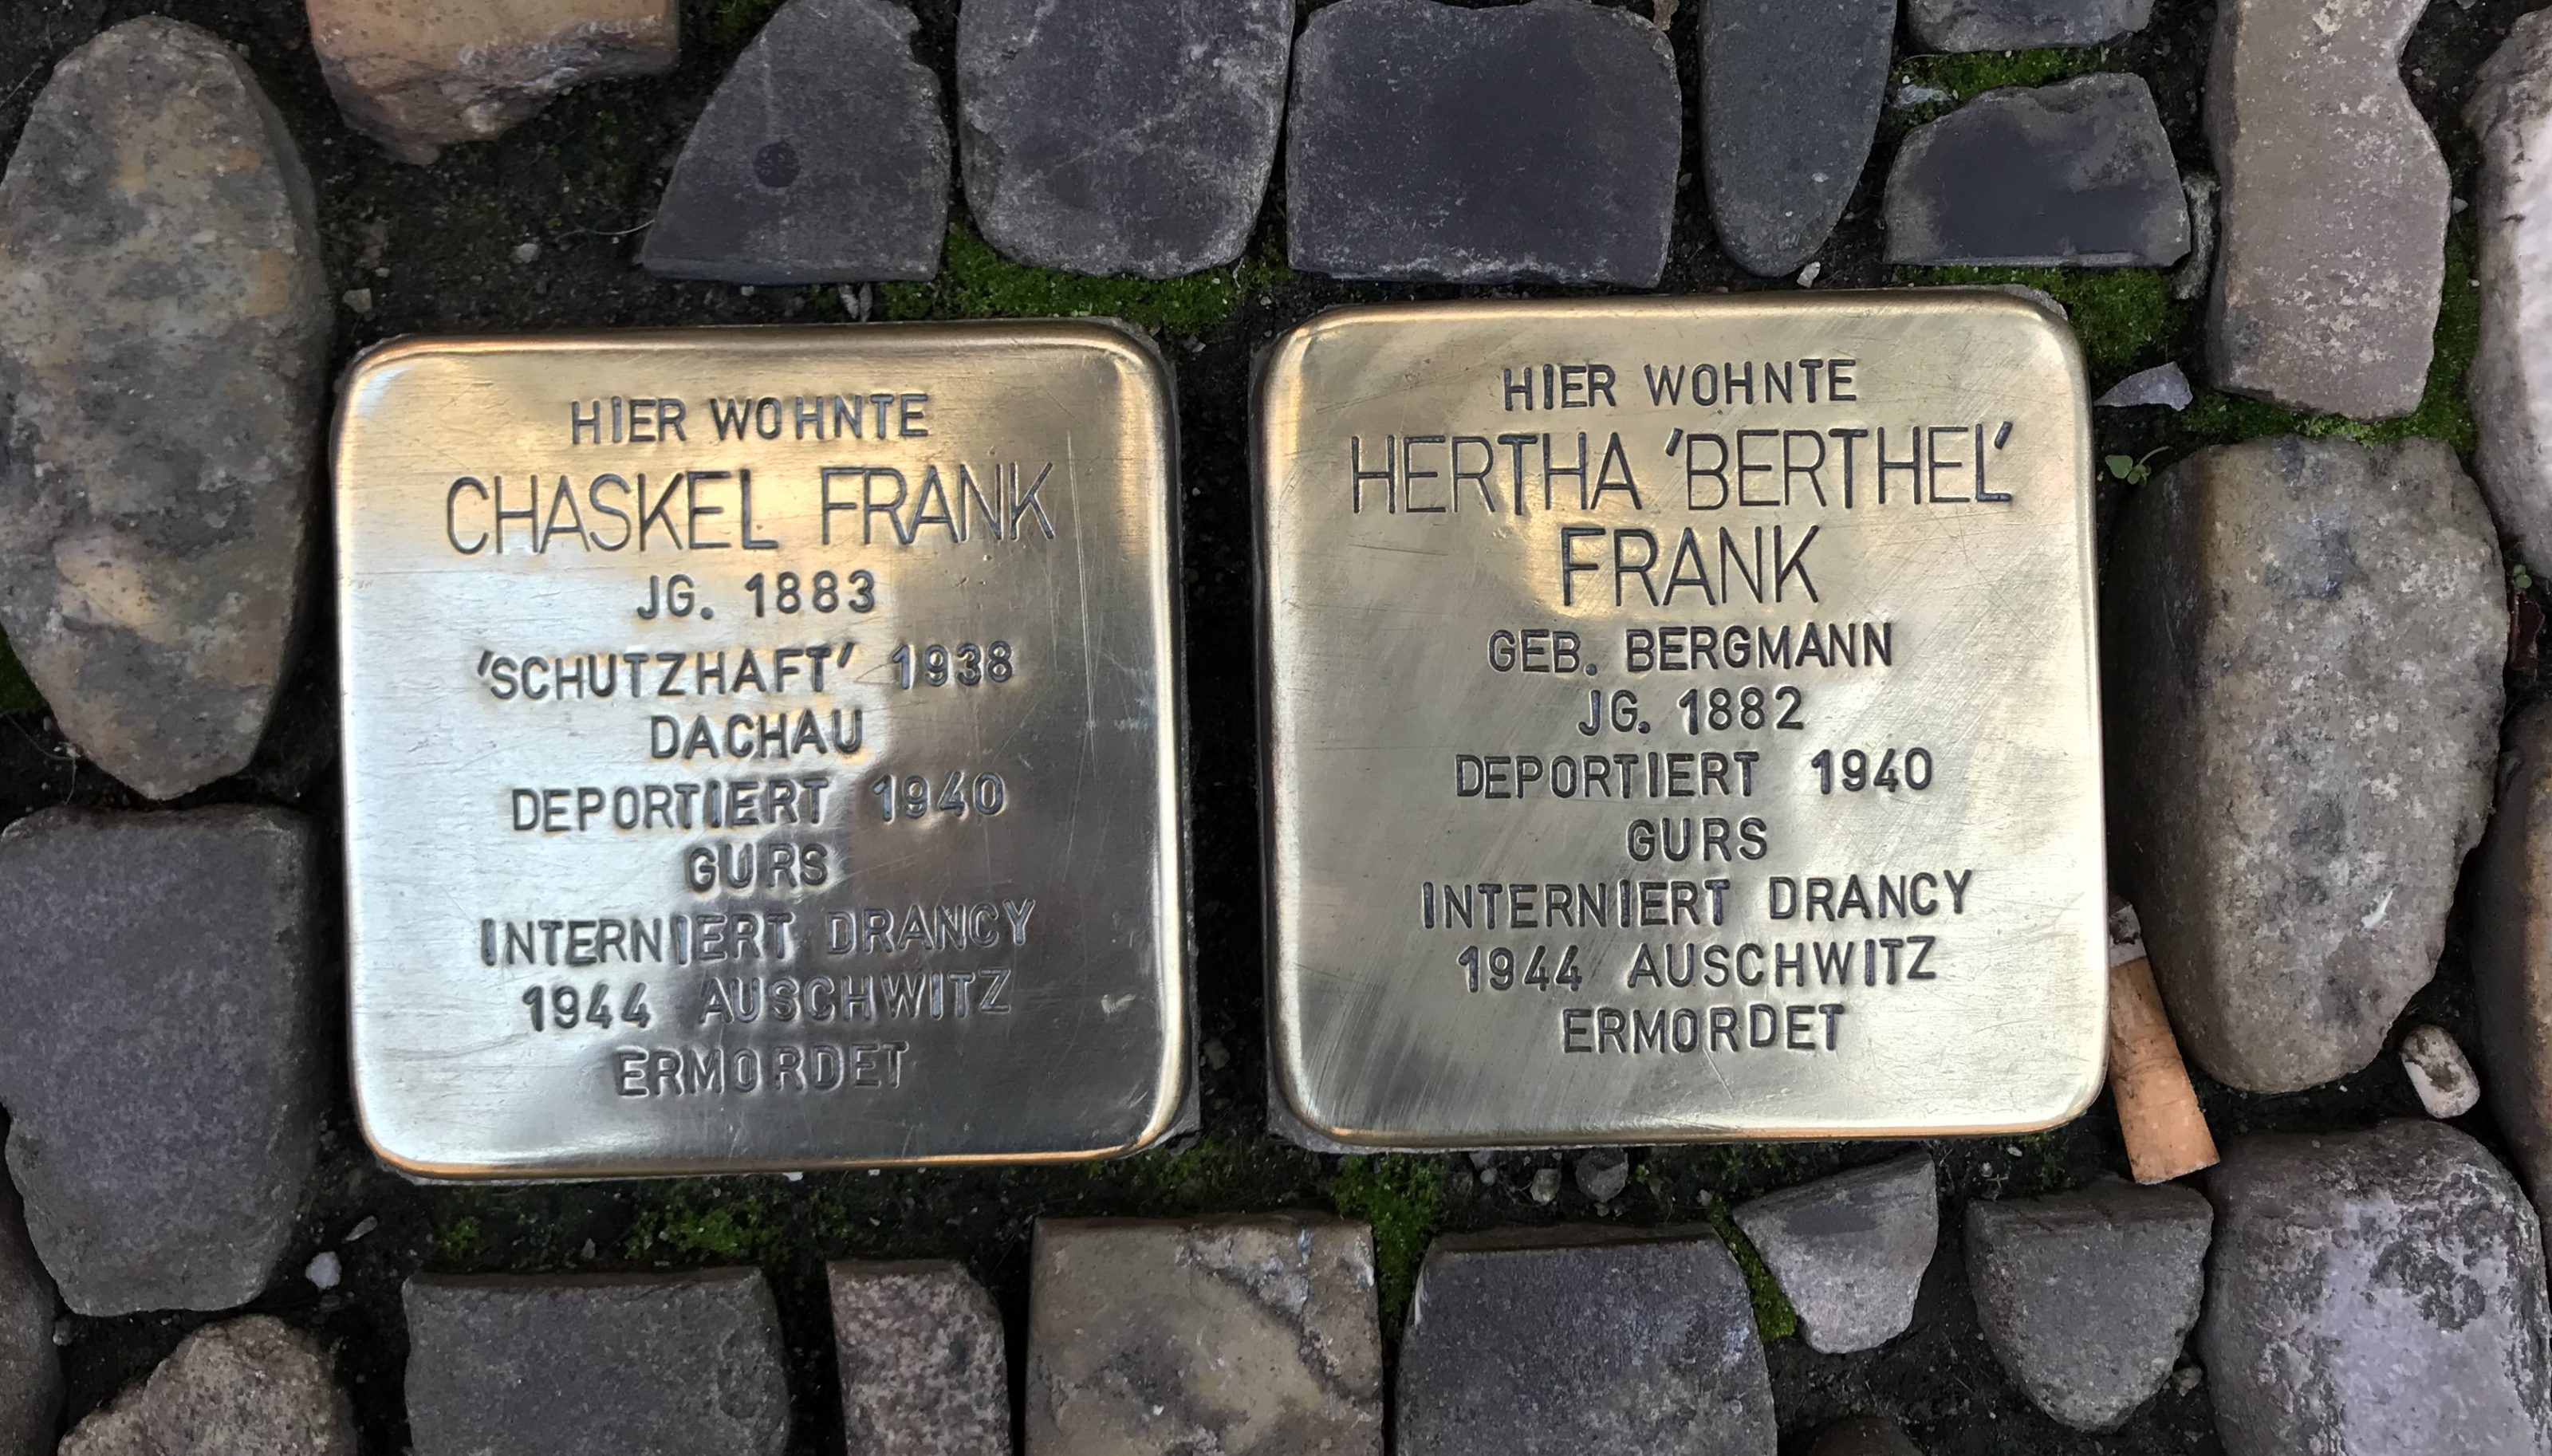 HIER WOHNTE
CHASKEL FRANK
JG. 1883
'SCHUTZHAFT' 1938
DACHAU
DEPORTIERT 1940
GURS
INTERNIERT DRANCY
1944 AUSCHWITZ
ERMORDET
HIER WOHNTE
HERTHA 'BERTHEL'
FRANK
GEB. BERGMANN
JG. 1882
DEPORTIERT 1940
GURS
INTERNIERT DRANCY
1944 AUSCHWITZ
ERMORDET